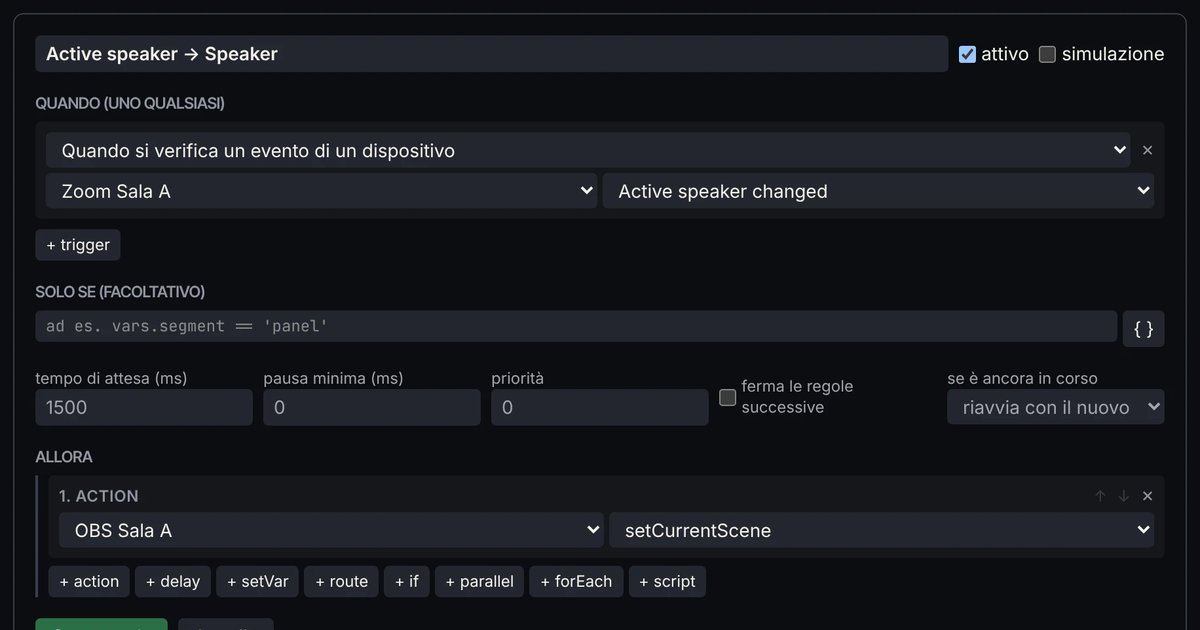 Active speaker → Speaker
attivo
simulazione
QUANDO (UNO QUALSIASI)
Quando si verifica un evento di un dispositivo
×
Zoom Sala A
Active speaker changed
+ trigger
SOLO SE (FACOLTATIVO)
ad es. vars.segment == 'panel'
{ }
tempo di attesa (ms)
pausa minima (ms)
priorità
ferma le regole
successive
se è ancora in corso
1500
0
0
riavvia con il nuovo
ALLORA
1. ACTION
↑ ↓ ×
OBS Sala A
setCurrentScene
+ action
+ delay
+ setVar
+ route
+ if
+ parallel
+ forEach
+ script